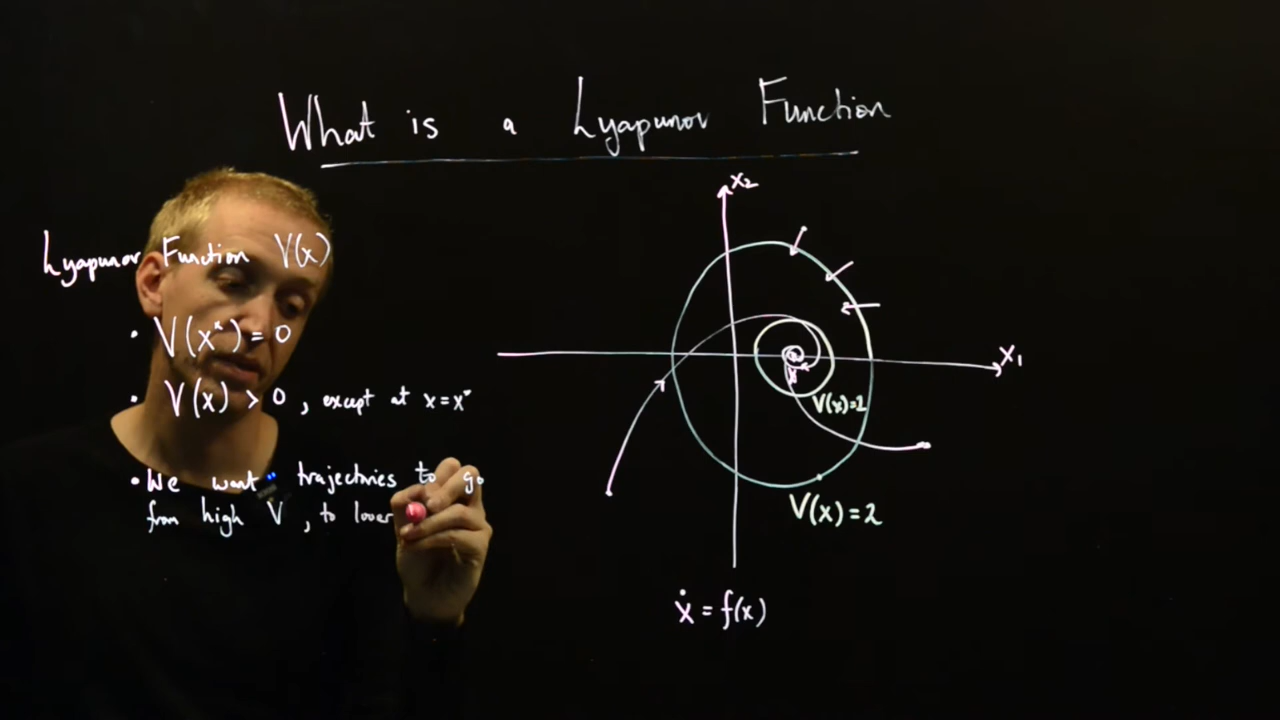 What is a Lyapunov Function
Lyapunov Function V(x)
• V(x*) = 0
• V(x) > 0 , except at x = x*
• We want trajectories to go
from high V , to lower
x₂
x₁
V(x)=2
V(x)=2
ẋ = f(x)